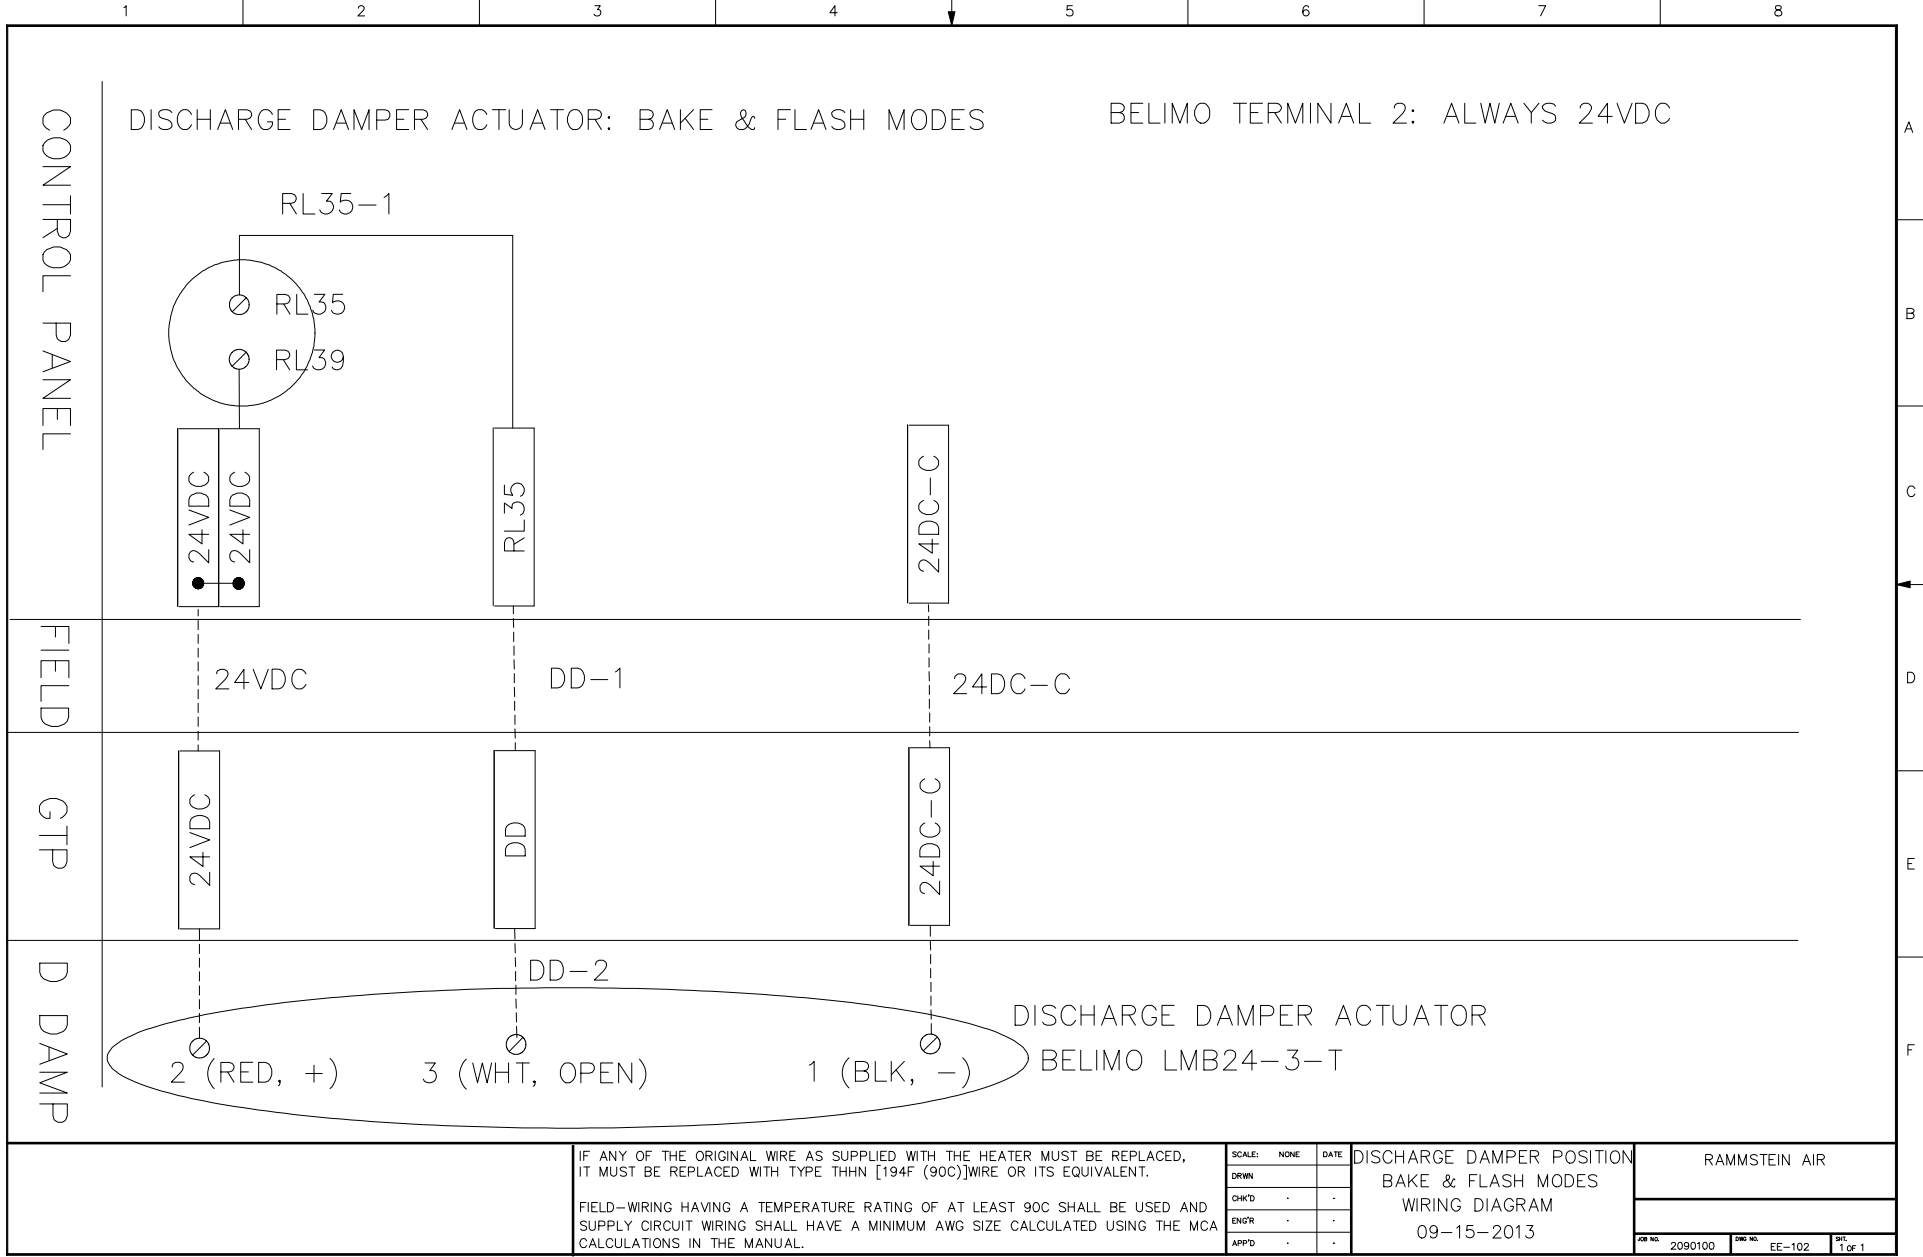 1 2 3 4 5 6 7 8
A
B
C
D
E
F
CONTROL PANEL
FIELD
GTP
D DAMP
DISCHARGE DAMPER ACTUATOR: BAKE & FLASH MODES
BELIMO TERMINAL 2: ALWAYS 24VDC
RL35-1
RL35
RL39
24VDC
24VDC
RL35
24DC-C
24VDC
DD-1
24DC-C
24VDC
DD
24DC-C
DD-2
2 (RED, +)
3 (WHT, OPEN)
1 (BLK, -)
DISCHARGE DAMPER ACTUATOR
BELIMO LMB24-3-T
IF ANY OF THE ORIGINAL WIRE AS SUPPLIED WITH THE HEATER MUST BE REPLACED,
IT MUST BE REPLACED WITH TYPE THHN [194F (90C)]WIRE OR ITS EQUIVALENT.
FIELD-WIRING HAVING A TEMPERATURE RATING OF AT LEAST 90C SHALL BE USED AND
SUPPLY CIRCUIT WIRING SHALL HAVE A MINIMUM AWG SIZE CALCULATED USING THE MCA
CALCULATIONS IN THE MANUAL.
SCALE: NONE DATE
DRWN
CHK'D . .
ENG'R . .
APP'D . .
DISCHARGE DAMPER POSITION
BAKE & FLASH MODES
WIRING DIAGRAM
09-15-2013
RAMMSTEIN AIR
JOB NO. 2090100
DWG NO. EE-102
SHT. 1 OF 1